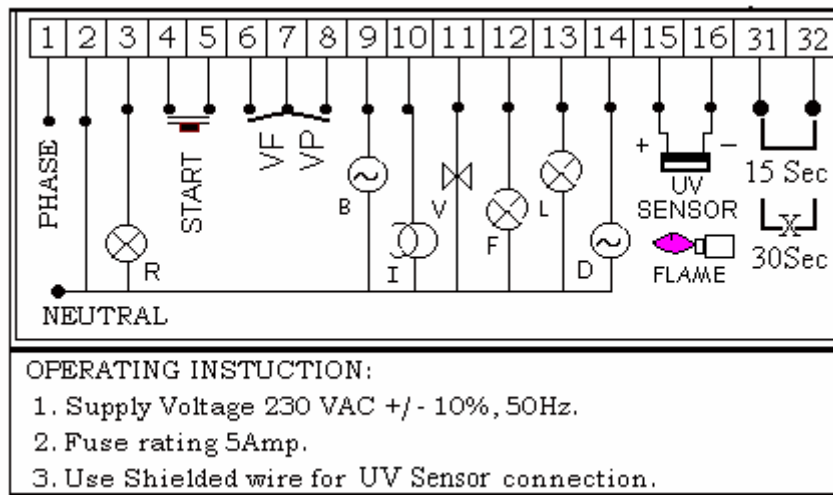 1 2 3 4 5 6 7 8 9 10 11 12 13 14 15 16 31 32
PHASE
START
VF
VP
B
I
V
F
L
D
R
+
–
UV
SENSOR
FLAME
15 Sec
X
30Sec
NEUTRAL
OPERATING INSTUCTION:
1. Supply Voltage 230 VAC +/- 10%, 50Hz.
2. Fuse rating 5Amp.
3. Use Shielded wire for UV Sensor connection.